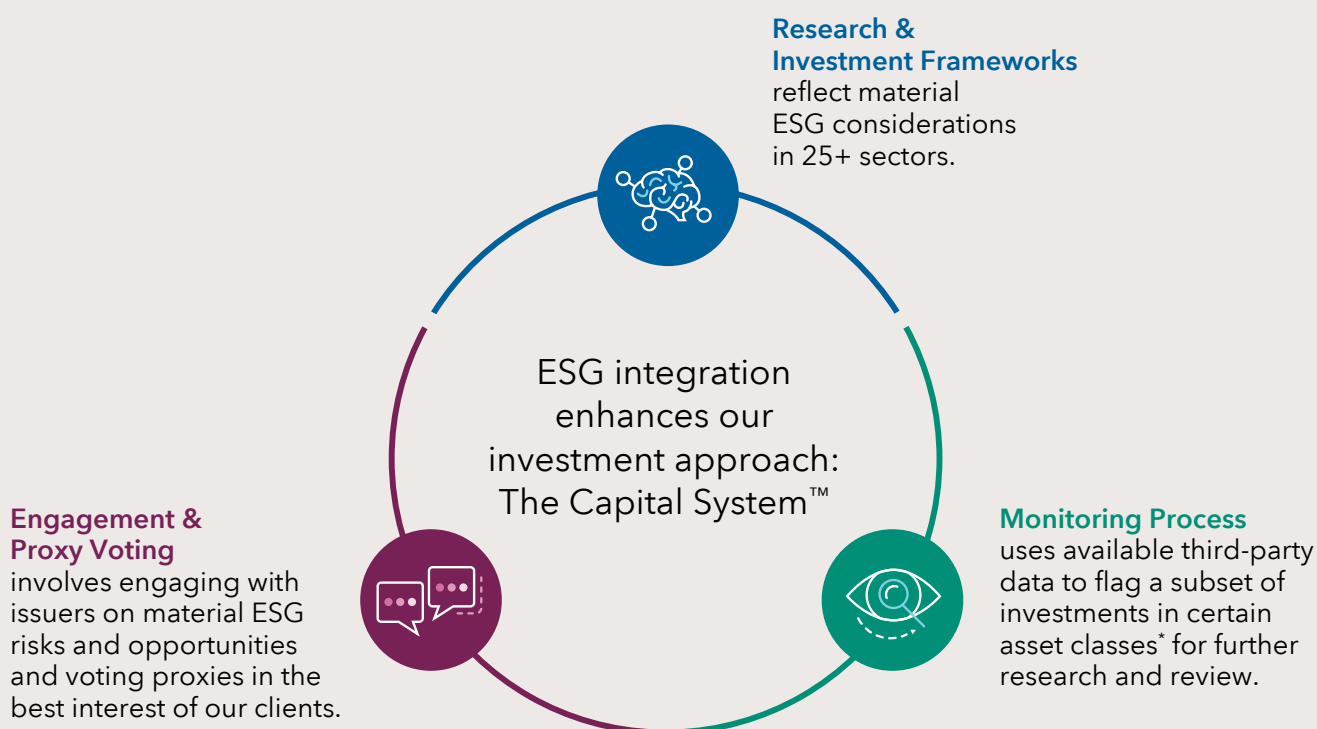 Research &
Investment Frameworks
reflect material
ESG considerations
in 25+ sectors.
ESG integration
enhances our
investment approach:
The Capital System™
Engagement &
Proxy Voting
involves engaging with
issuers on material ESG
risks and opportunities
and voting proxies in the
best interest of our clients.
Monitoring Process
uses available third-party
data to flag a subset of
investments in certain
asset classes* for further
research and review.